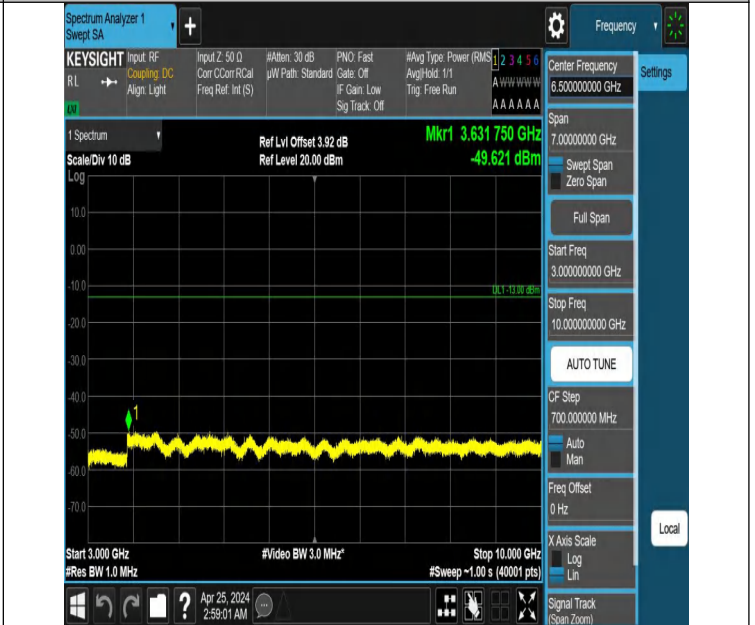 Spectrum Analyzer 1
Swept SA
Frequency
KEYSIGHT
RL
Input: RF
Coupling: DC
Align: Light
Input Z: 50 Ω
Corr CCorr RCal
Freq Ref: Int (S)
#Atten: 30 dB
µW Path: Standard
PNO: Fast
Gate: Off
IF Gain: Low
Sig Track: Off
#Avg Type: Power (RMS
Avg|Hold: 1/1
Trig: Free Run
1 2 3 4 5 6
A W W W W W
A A A A A A
LXI
1 Spectrum
Scale/Div 10 dB
Log
Ref Lvl Offset 3.92 dB
Ref Level 20.00 dBm
Mkr1 3.631 750 GHz
-49.621 dBm
10.0
0.00
-10.0
DL1 -13.00 dBm
-20.0
-30.0
-40.0
1
-50.0
-60.0
-70.0
Start 3.000 GHz
#Res BW 1.0 MHz
#Video BW 3.0 MHz*
Stop 10.000 GHz
#Sweep ~1.00 s (40001 pts)
Center Frequency
6.500000000 GHz
Settings
Span
7.00000000 GHz
Swept Span
Zero Span
Full Span
Start Freq
3.000000000 GHz
Stop Freq
10.000000000 GHz
AUTO TUNE
CF Step
700.000000 MHz
Auto
Man
Freq Offset
0 Hz
X Axis Scale
Log
Lin
Local
Signal Track
(Span Zoom)
?
Apr 25, 2024
2:59:01 AM